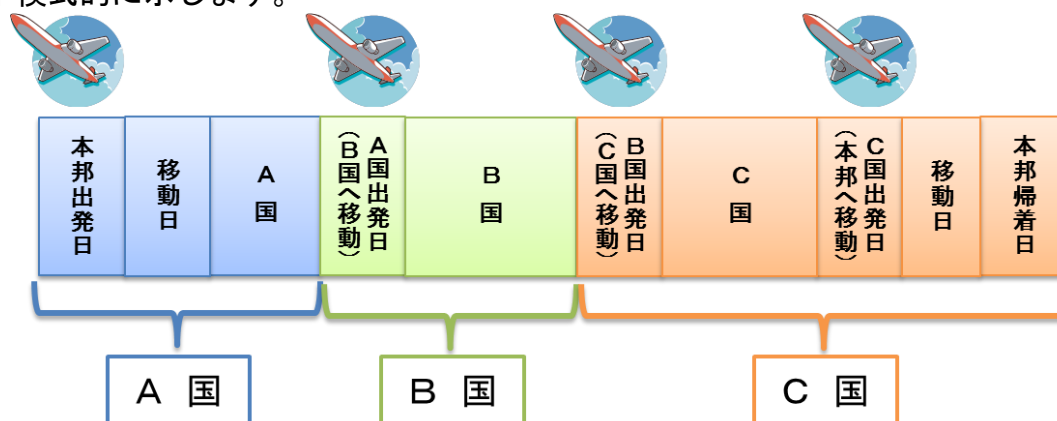 模式的に示します。
本邦出発日
移動日
A国
A国出発日
（B国へ移動）
B国
B国出発日
（C国へ移動）
C国
C国出発日
（本邦へ移動）
移動日
本邦帰着日
A 国
B 国
C 国